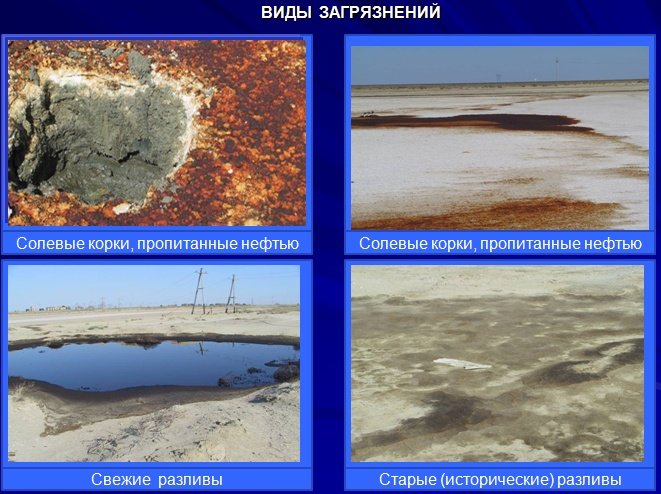 ВИДЫ ЗАГРЯЗНЕНИЙ
Солевые корки, пропитанные нефтью
Солевые корки, пропитанные нефтью
Свежие разливы
Старые (исторические) разливы